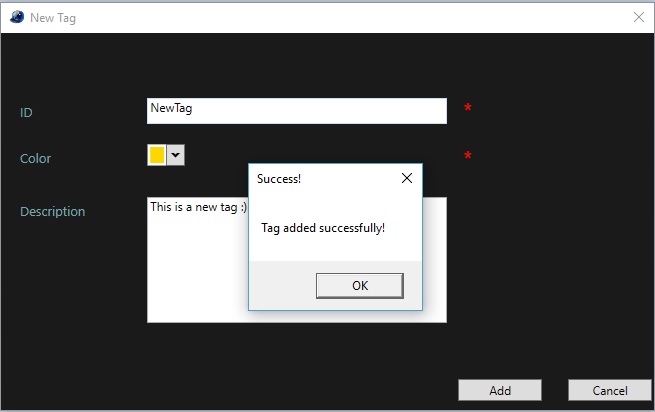 New Tag
ID
NewTag
*
Color
*
Description
This is a new tag :)
Success!
Tag added successfully!
OK
Add
Cancel